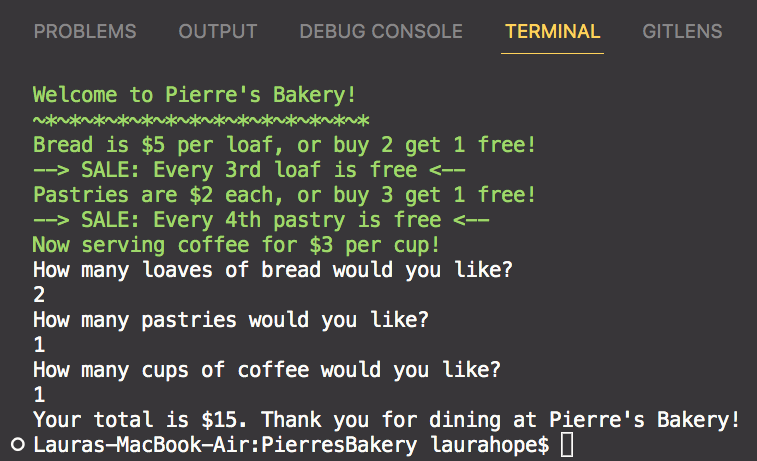 PROBLEMS OUTPUT DEBUG CONSOLE TERMINAL GITLENS
Welcome to Pierre's Bakery!
~*~*~*~*~*~*~*~*~*~*~*~*~*~*
Bread is $5 per loaf, or buy 2 get 1 free!
--> SALE: Every 3rd loaf is free <--
Pastries are $2 each, or buy 3 get 1 free!
--> SALE: Every 4th pastry is free <--
Now serving coffee for $3 per cup!
How many loaves of bread would you like?
2
How many pastries would you like?
1
How many cups of coffee would you like?
1
Your total is $15. Thank you for dining at Pierre's Bakery!
Lauras-MacBook-Air:PierresBakery laurahope$